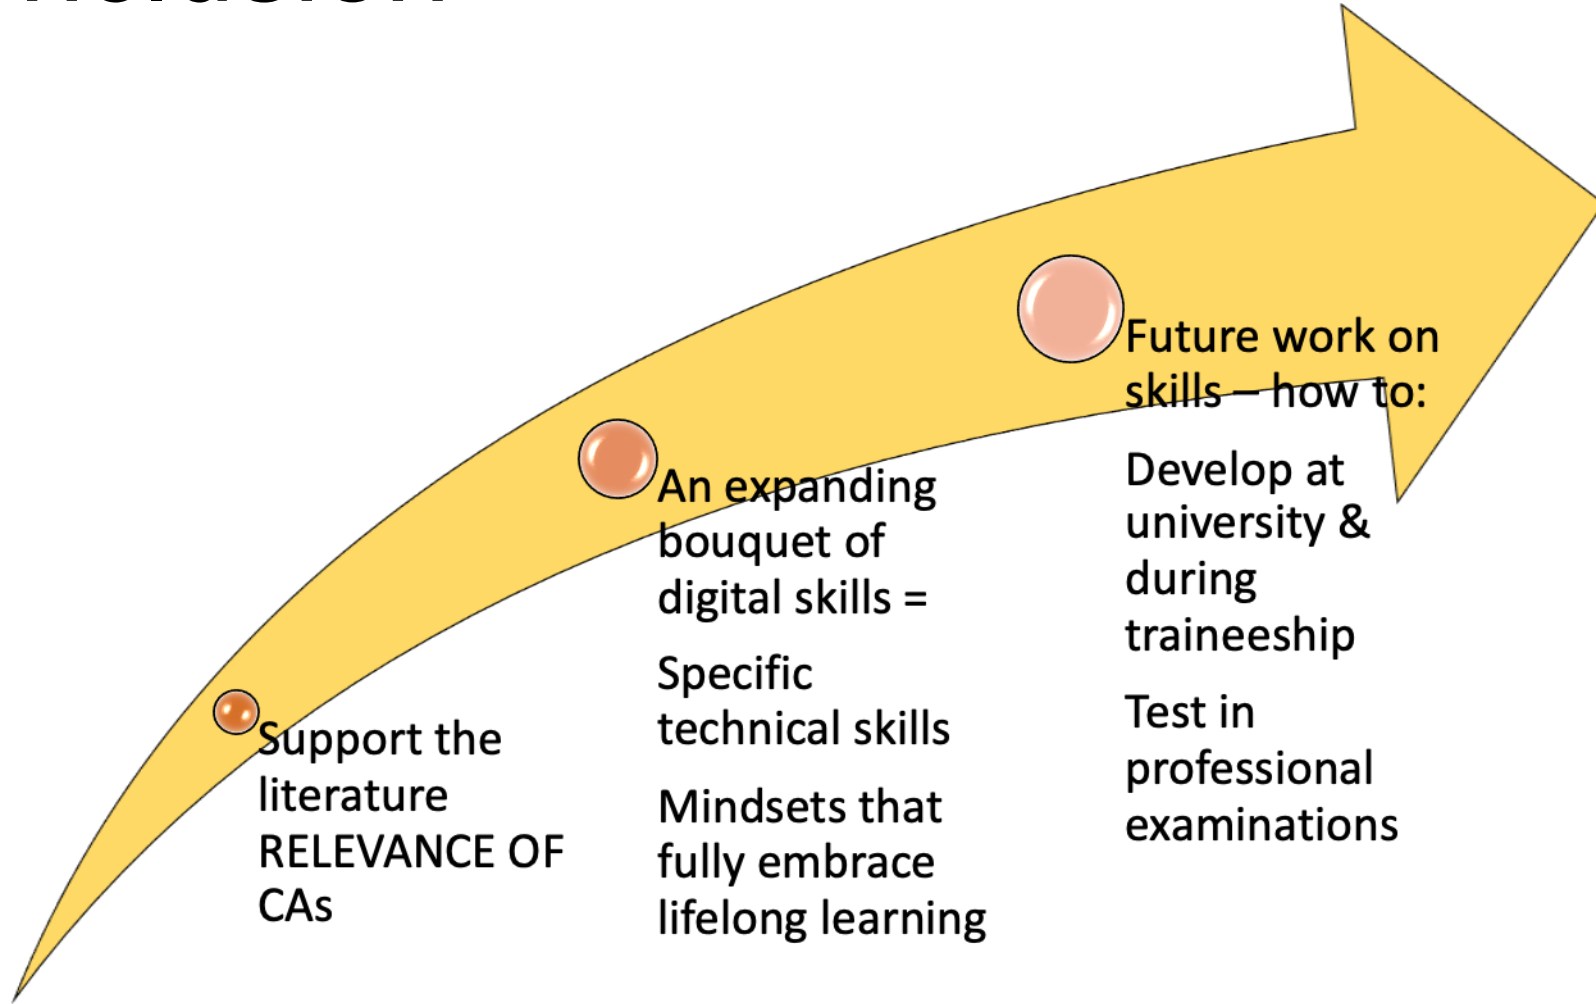 Support the
literature
RELEVANCE OF
CAs
An expanding
bouquet of
digital skills =
Specific
technical skills
Mindsets that
fully embrace
lifelong learning
Future work on
skills – how to:
Develop at
university &
during
traineeship
Test in
professional
examinations